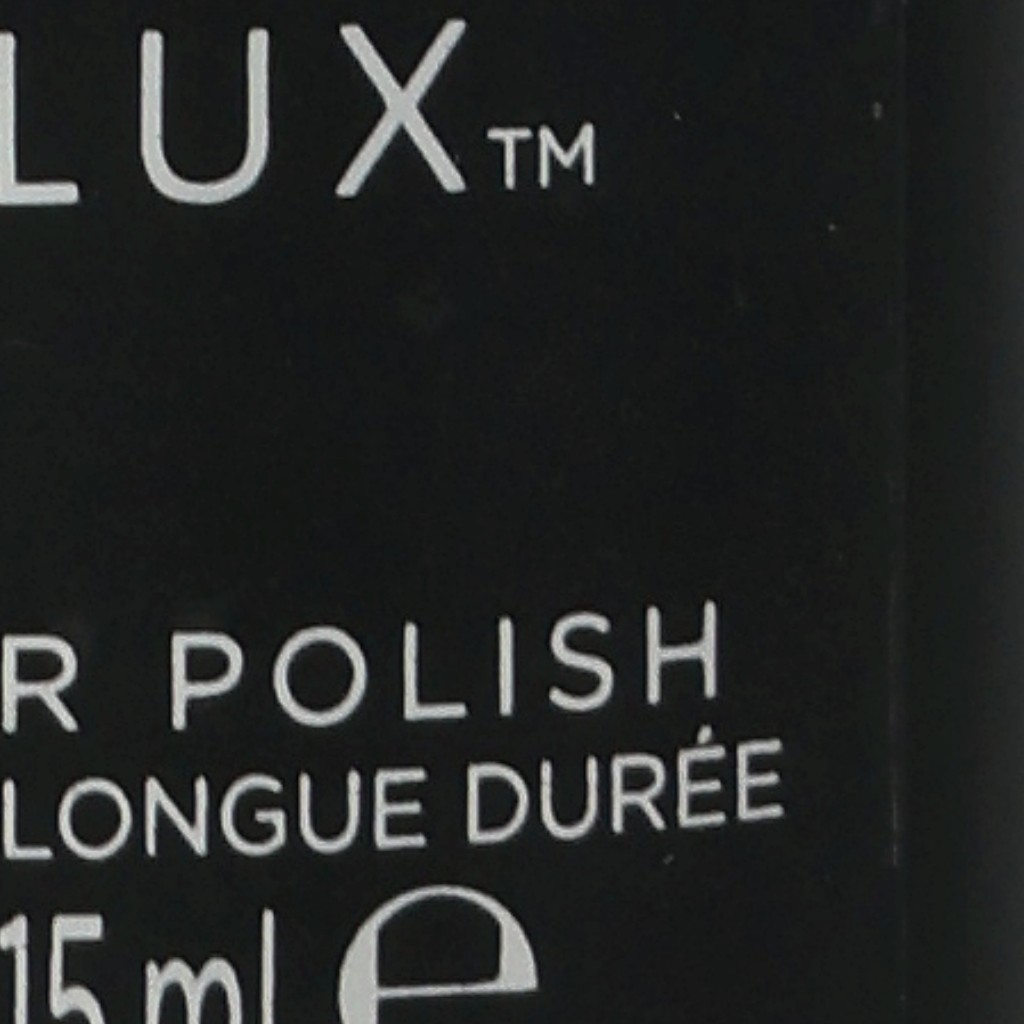 LUX™
R POLISH
LONGUE DURÉE
15 ml ℮